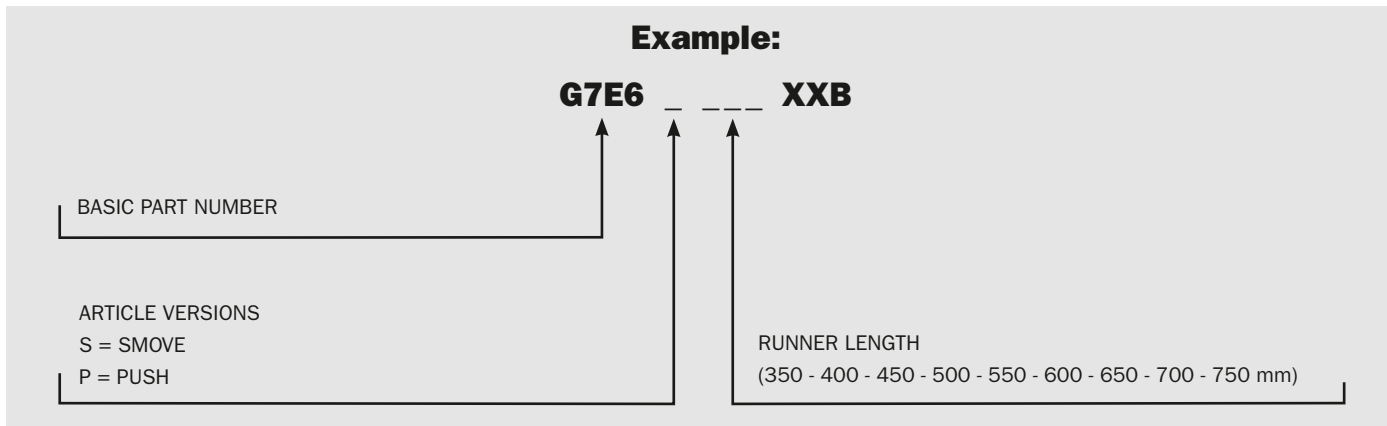 Example:
G7E6 _ _ _ _ XXB
BASIC PART NUMBER
ARTICLE VERSIONS
S = SMOVE
P = PUSH
RUNNER LENGTH
(350 - 400 - 450 - 500 - 550 - 600 - 650 - 700 - 750 mm)